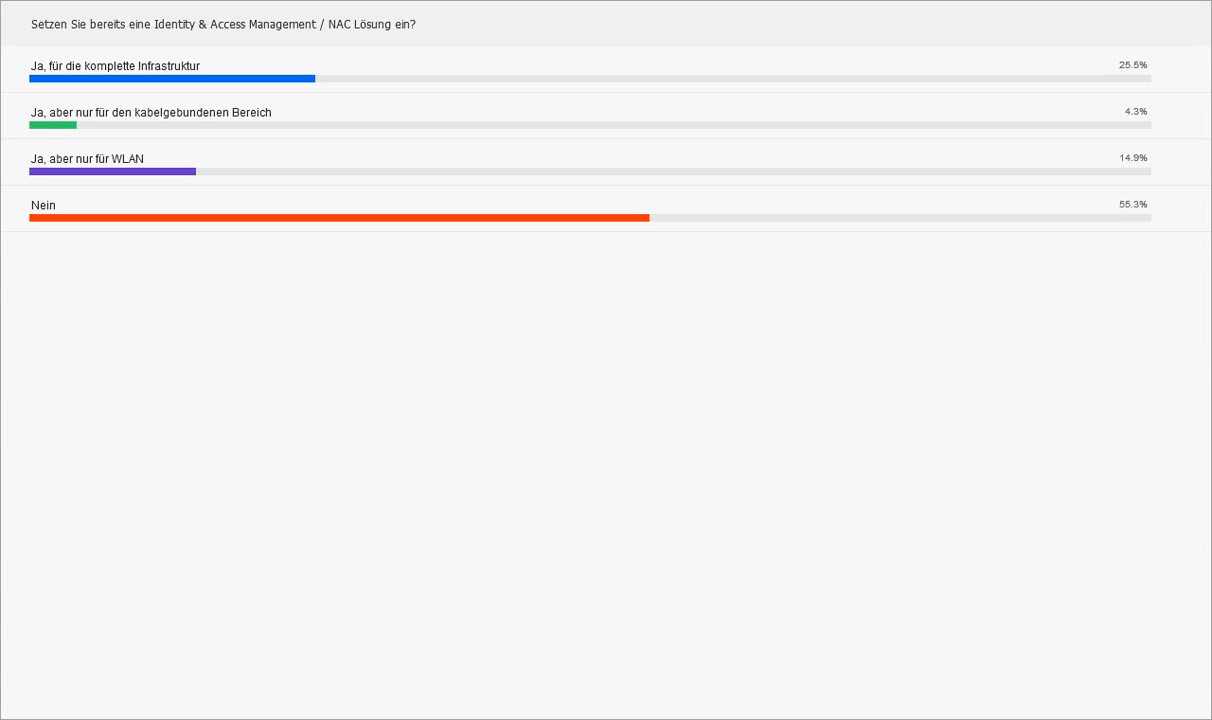 Setzen Sie bereits eine Identity & Access Management / NAC Lösung ein?
Ja, für die komplette Infrastruktur
25.5%
Ja, aber nur für den kabelgebundenen Bereich
4.3%
Ja, aber nur für WLAN
14.9%
Nein
55.3%